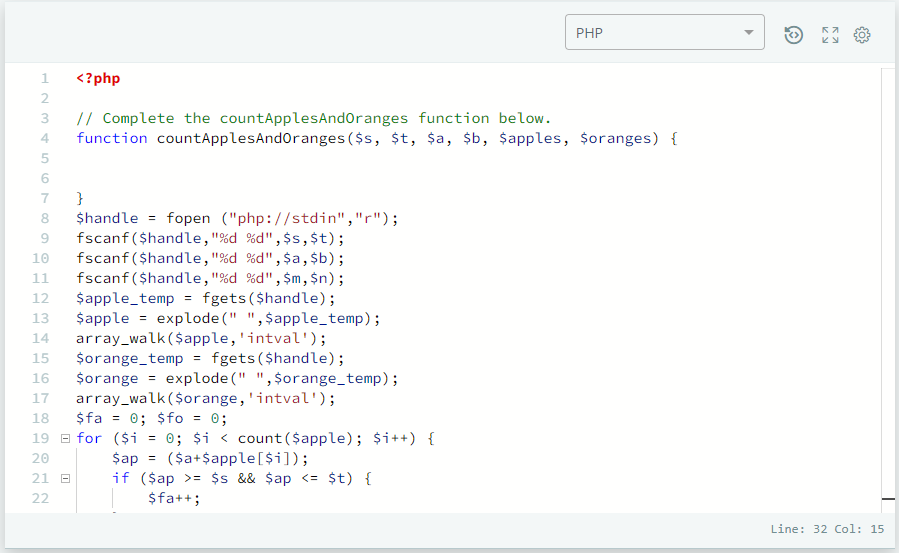 PHP
1 <?php
2
3 // Complete the countApplesAndOranges function below.
4 function countApplesAndOranges($s, $t, $a, $b, $apples, $oranges) {
5
6
7 }
8 $handle = fopen ("php://stdin","r");
9 fscanf($handle,"%d %d",$s,$t);
10 fscanf($handle,"%d %d",$a,$b);
11 fscanf($handle,"%d %d",$m,$n);
12 $apple_temp = fgets($handle);
13 $apple = explode(" ",$apple_temp);
14 array_walk($apple,'intval');
15 $orange_temp = fgets($handle);
16 $orange = explode(" ",$orange_temp);
17 array_walk($orange,'intval');
18 $fa = 0; $fo = 0;
19 for ($i = 0; $i < count($apple); $i++) {
20     $ap = ($a+$apple[$i]);
21     if ($ap >= $s && $ap <= $t) {
22         $fa++;
Line: 32 Col: 15